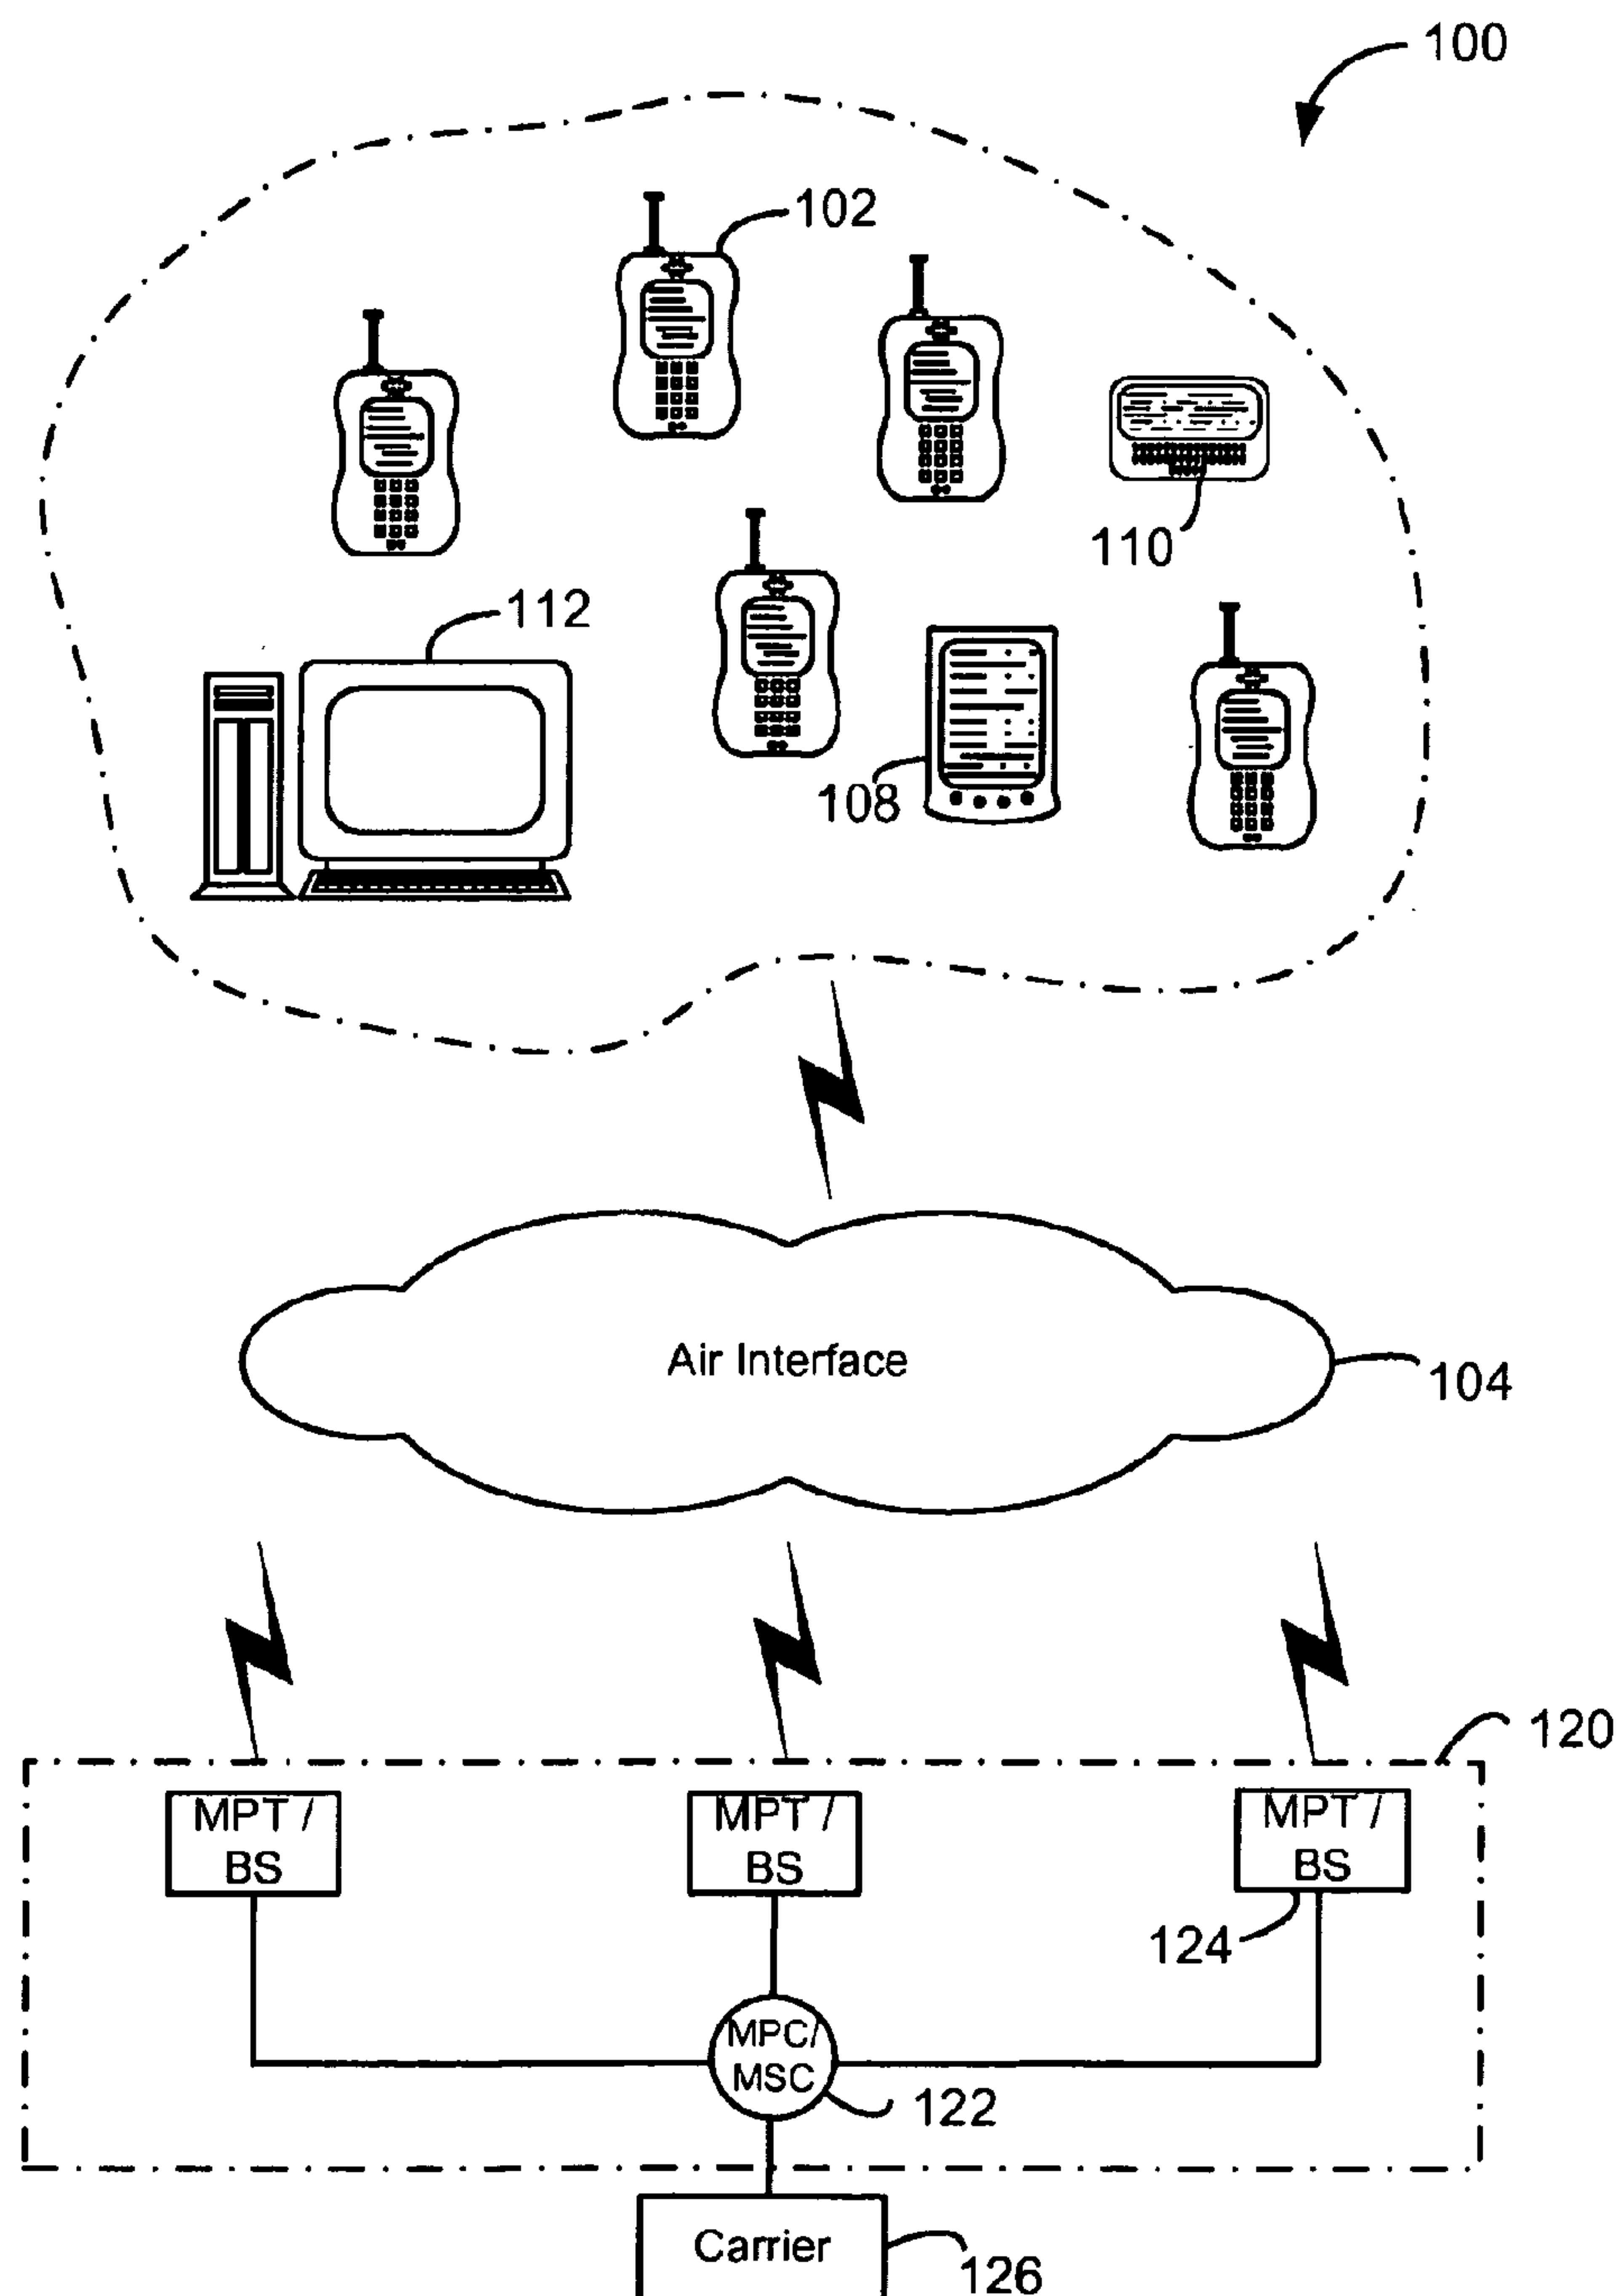 100
102
110
112
108
Air Interface
104
120
MPT /
BS
MPT /
BS
MPT /
BS
124
MPC/
MSC
122
Carrier
126